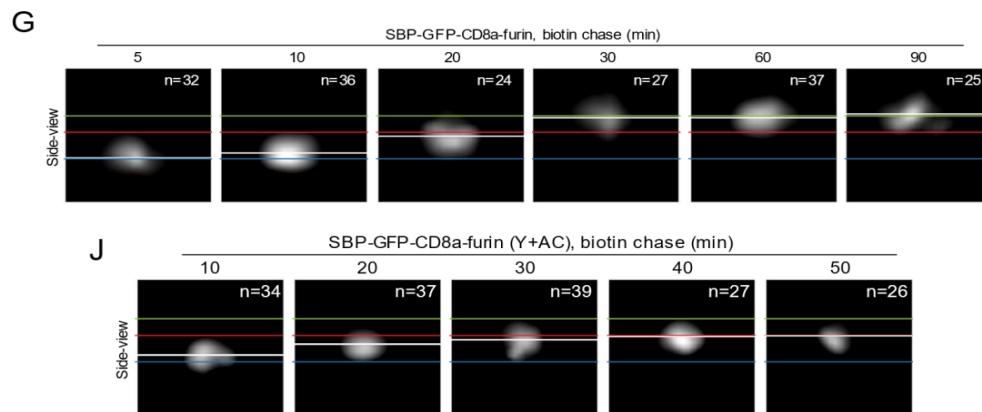 G
SBP-GFP-CD8a-furin, biotin chase (min)
5 10 20 30 60 90
n=32 n=36 n=24 n=27 n=37 n=25
Side-view
J
SBP-GFP-CD8a-furin (Y+AC), biotin chase (min)
10 20 30 40 50
n=34 n=37 n=39 n=27 n=26
Side-view